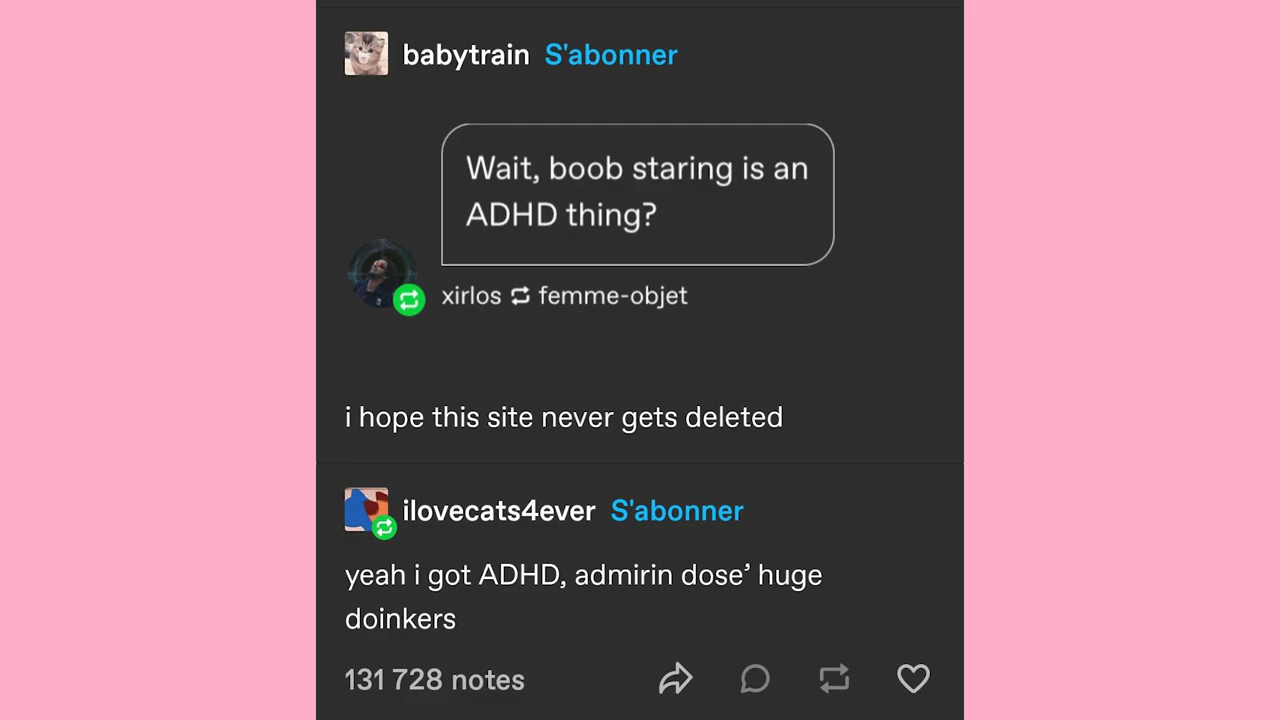 babytrain S'abonner
Wait, boob staring is an
ADHD thing?
xirlos femme-objet
i hope this site never gets deleted
ilovecats4ever S'abonner
yeah i got ADHD, admirin dose’ huge
doinkers
131 728 notes